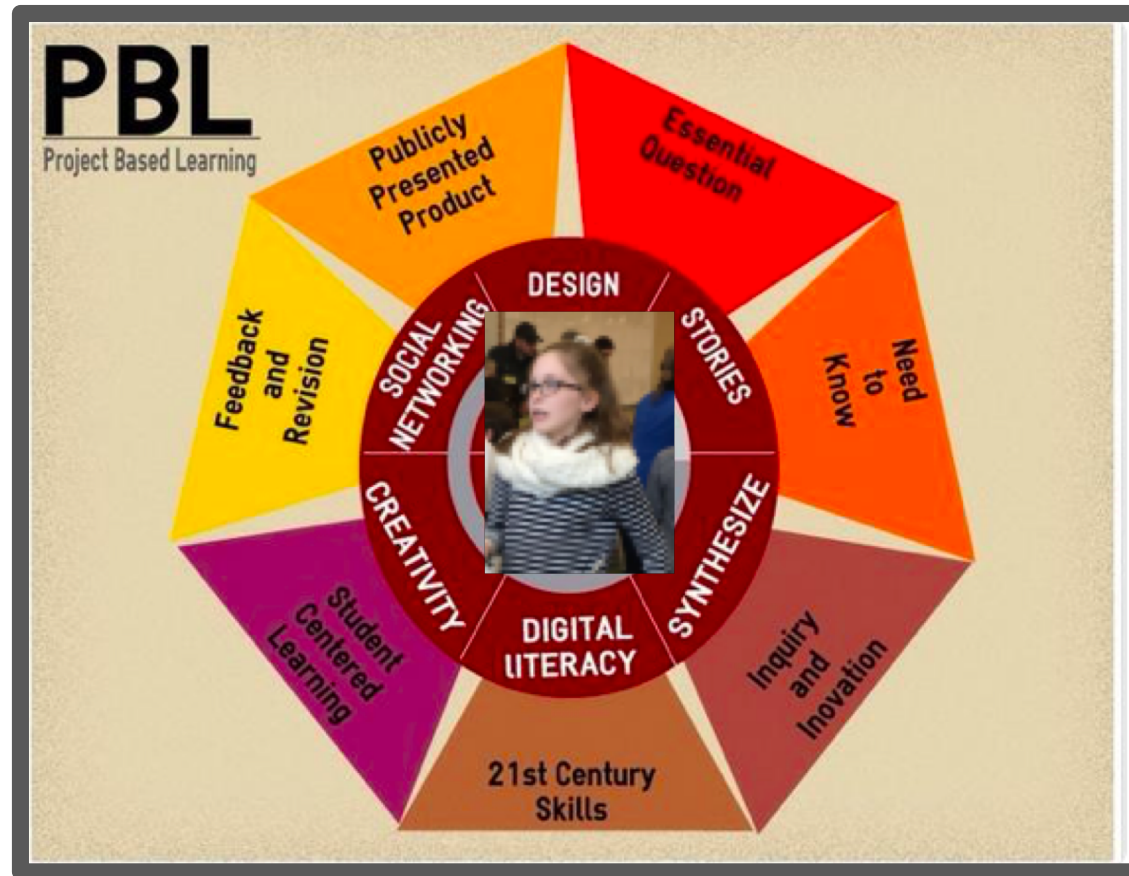 PBL
Project Based Learning
Essential
Question
Need
to
Know
Inquiry
and
Inovation
21st Century
Skills
Student
Centered
Learning
Feedback
and
Revision
Publicly
Presented
Product
DESIGN
STORIES
SYNTHESIZE
DIGITAL
LITERACY
CREATIVITY
SOCIAL
NETWORKING